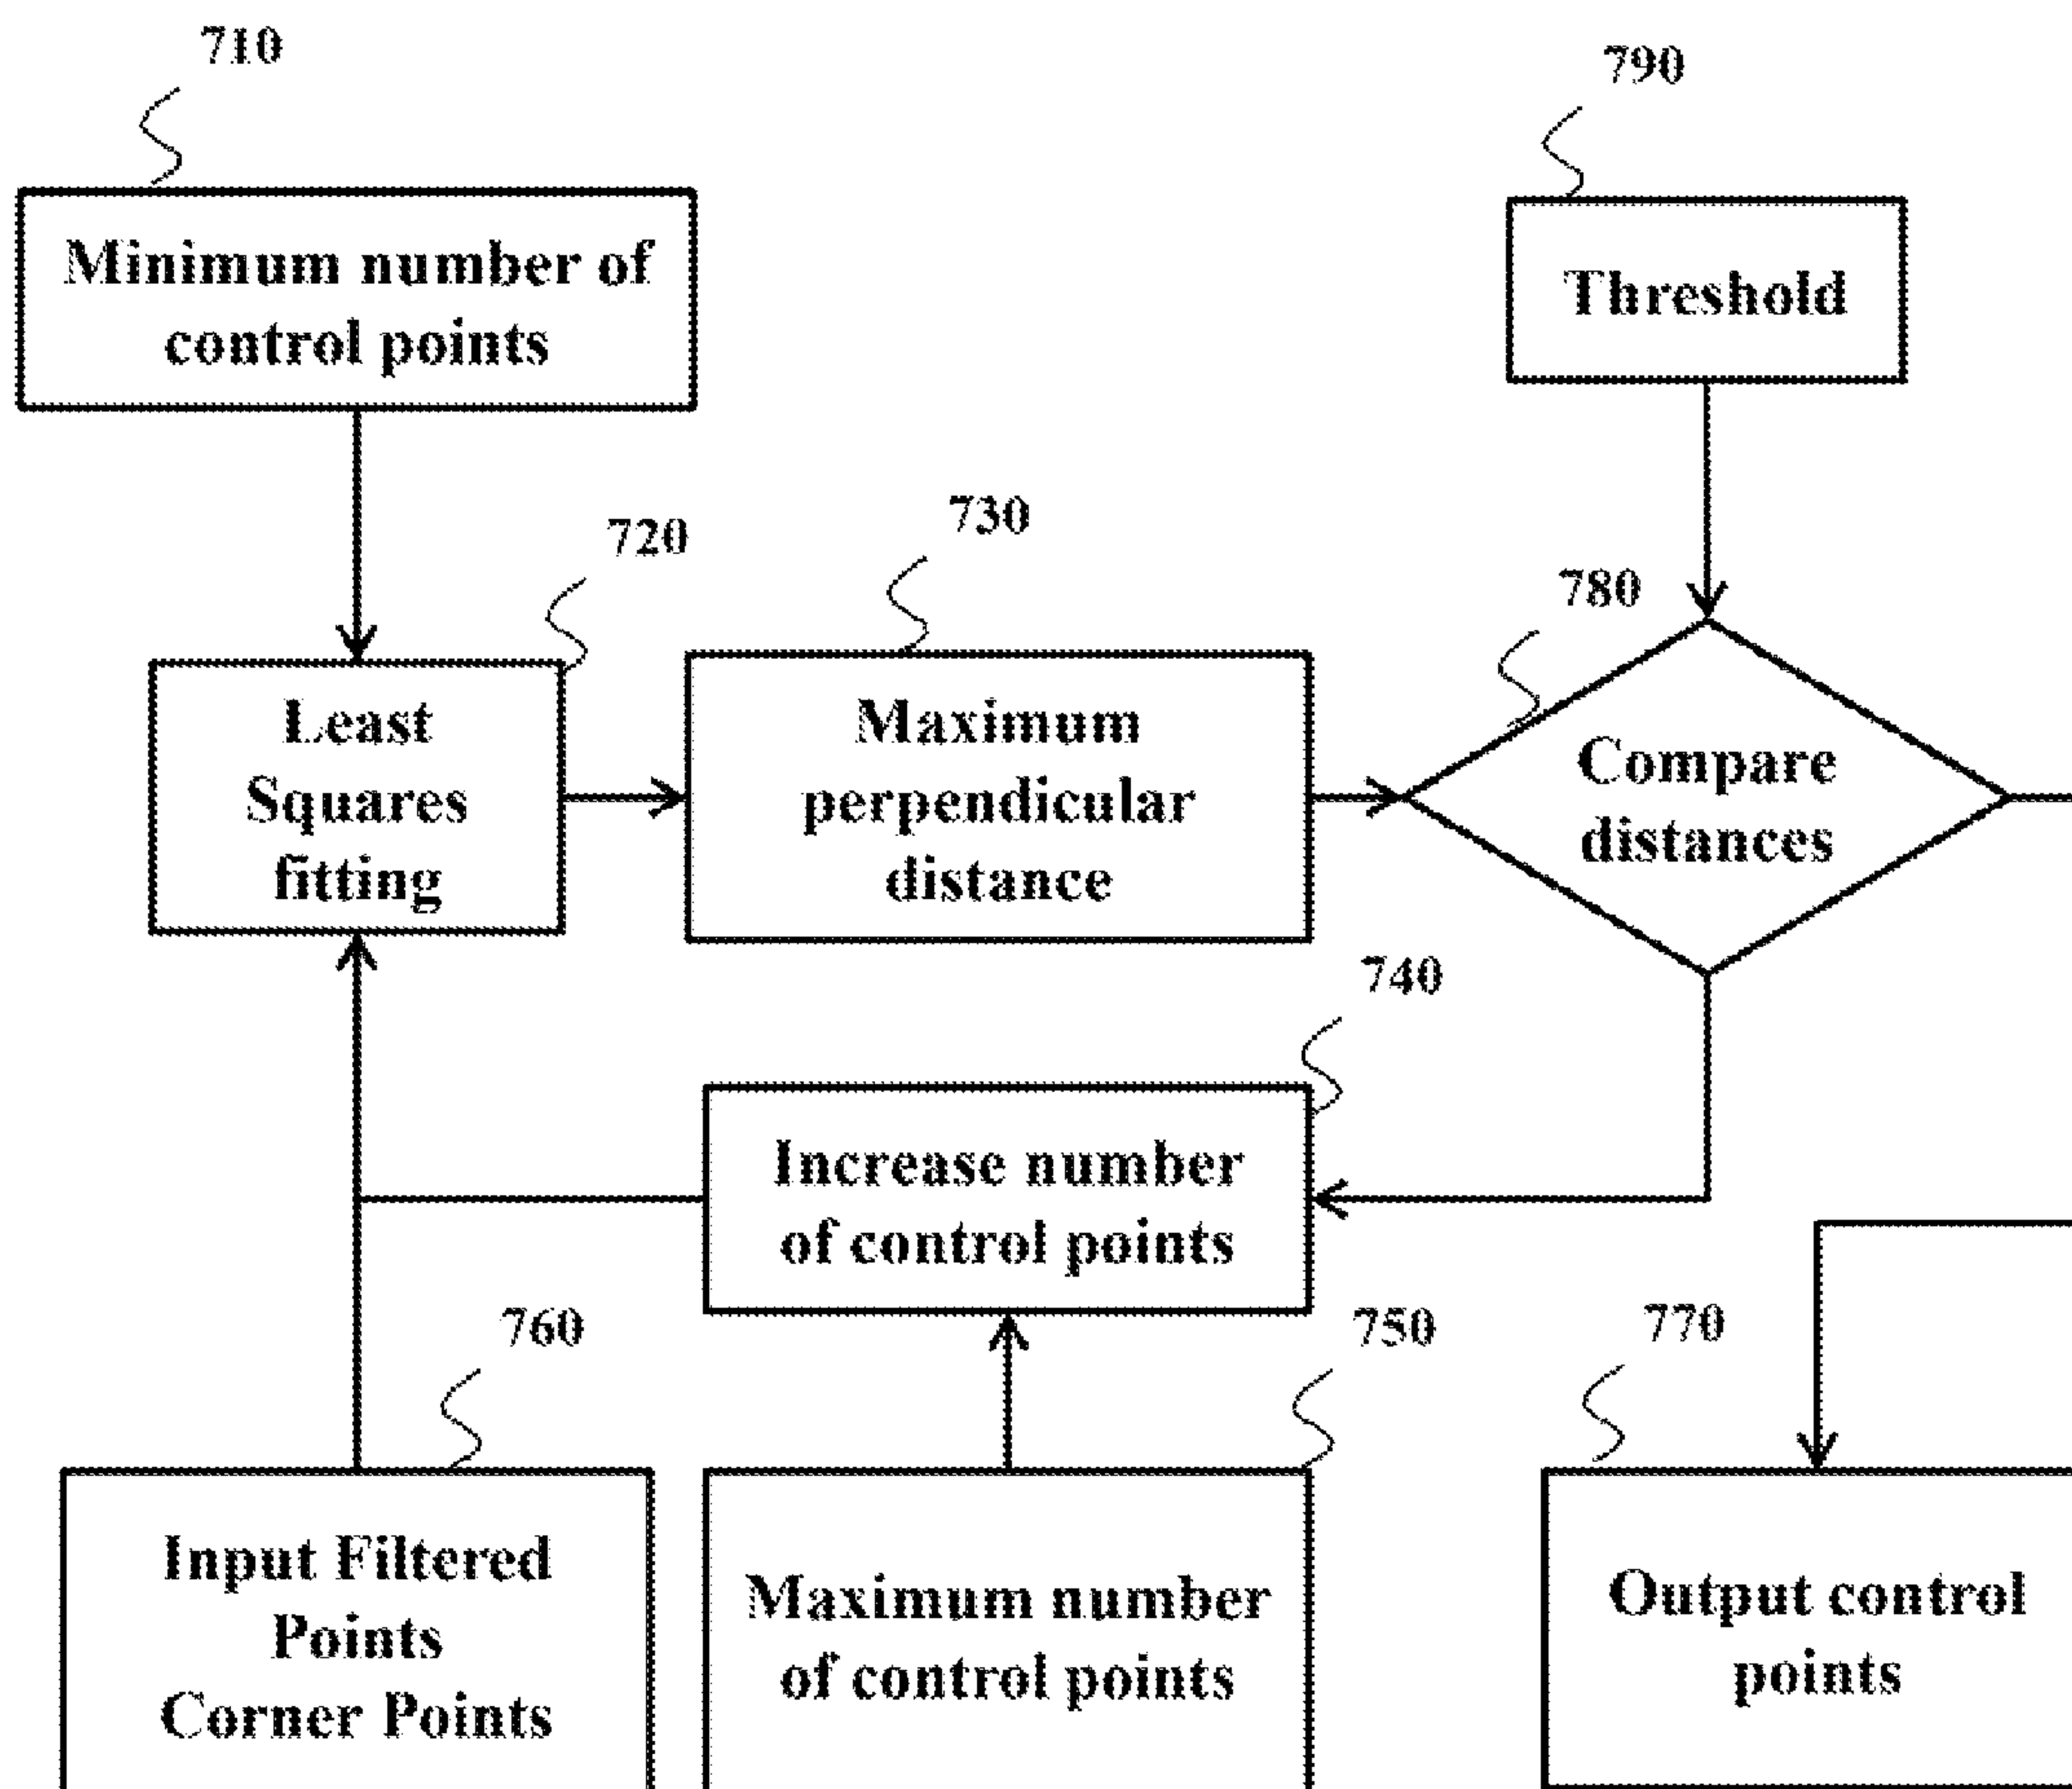 710
790
Minimum number of
control points
Threshold
720
730
780
Least
Squares
fitting
Maximum
perpendicular
distance
Compare
distances
740
Increase number
of control points
760
750
770
Input Filtered
Points
Corner Points
Maximum number
of control points
Output control
points